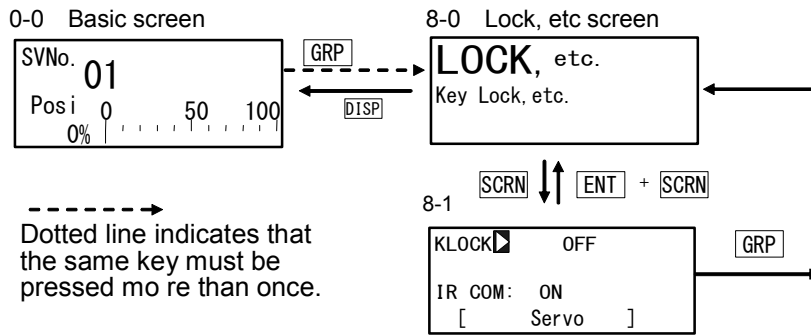 0-0 Basic screen
8-0 Lock, etc screen
SVNo. 01
Posi 0 50 100
0%
GRP
DISP
LOCK, etc.
Key Lock, etc.
SCRN ENT + SCRN
8-1
Dotted line indicates that
the same key must be
pressed mo re than once.
KLOCK OFF
IR COM: ON
[ Servo ]
GRP